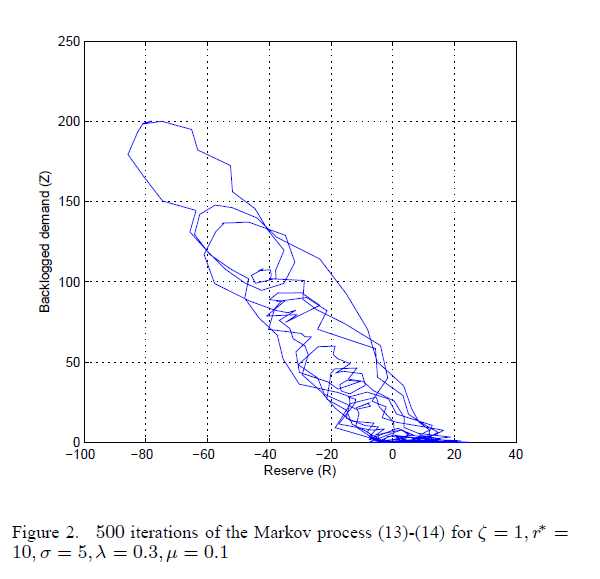 250
200
150
100
50
0
Backlogged demand (Z)
−100 −80 −60 −40 −20 0 20 40
Reserve (R)
Figure 2. 500 iterations of the Markov process (13)-(14) for ζ = 1, r* =
10, σ = 5, λ = 0.3, μ = 0.1